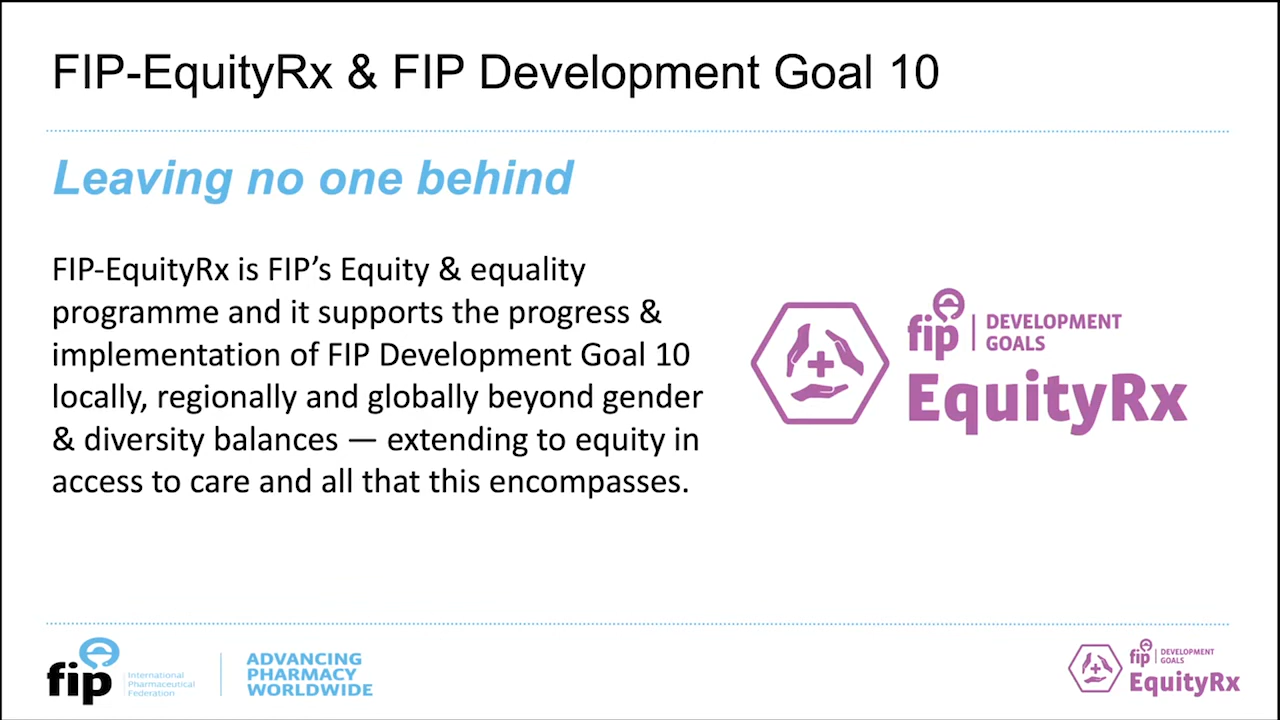 FIP-EquityRx & FIP Development Goal 10
Leaving no one behind
FIP-EquityRx is FIP’s Equity & equality
programme and it supports the progress &
implementation of FIP Development Goal 10
locally, regionally and globally beyond gender
& diversity balances — extending to equity in
access to care and all that this encompasses.
fip DEVELOPMENT
GOALS
EquityRx
fip
International
Pharmaceutical
Federation
ADVANCING
PHARMACY
WORLDWIDE
fip DEVELOPMENT
GOALS
EquityRx